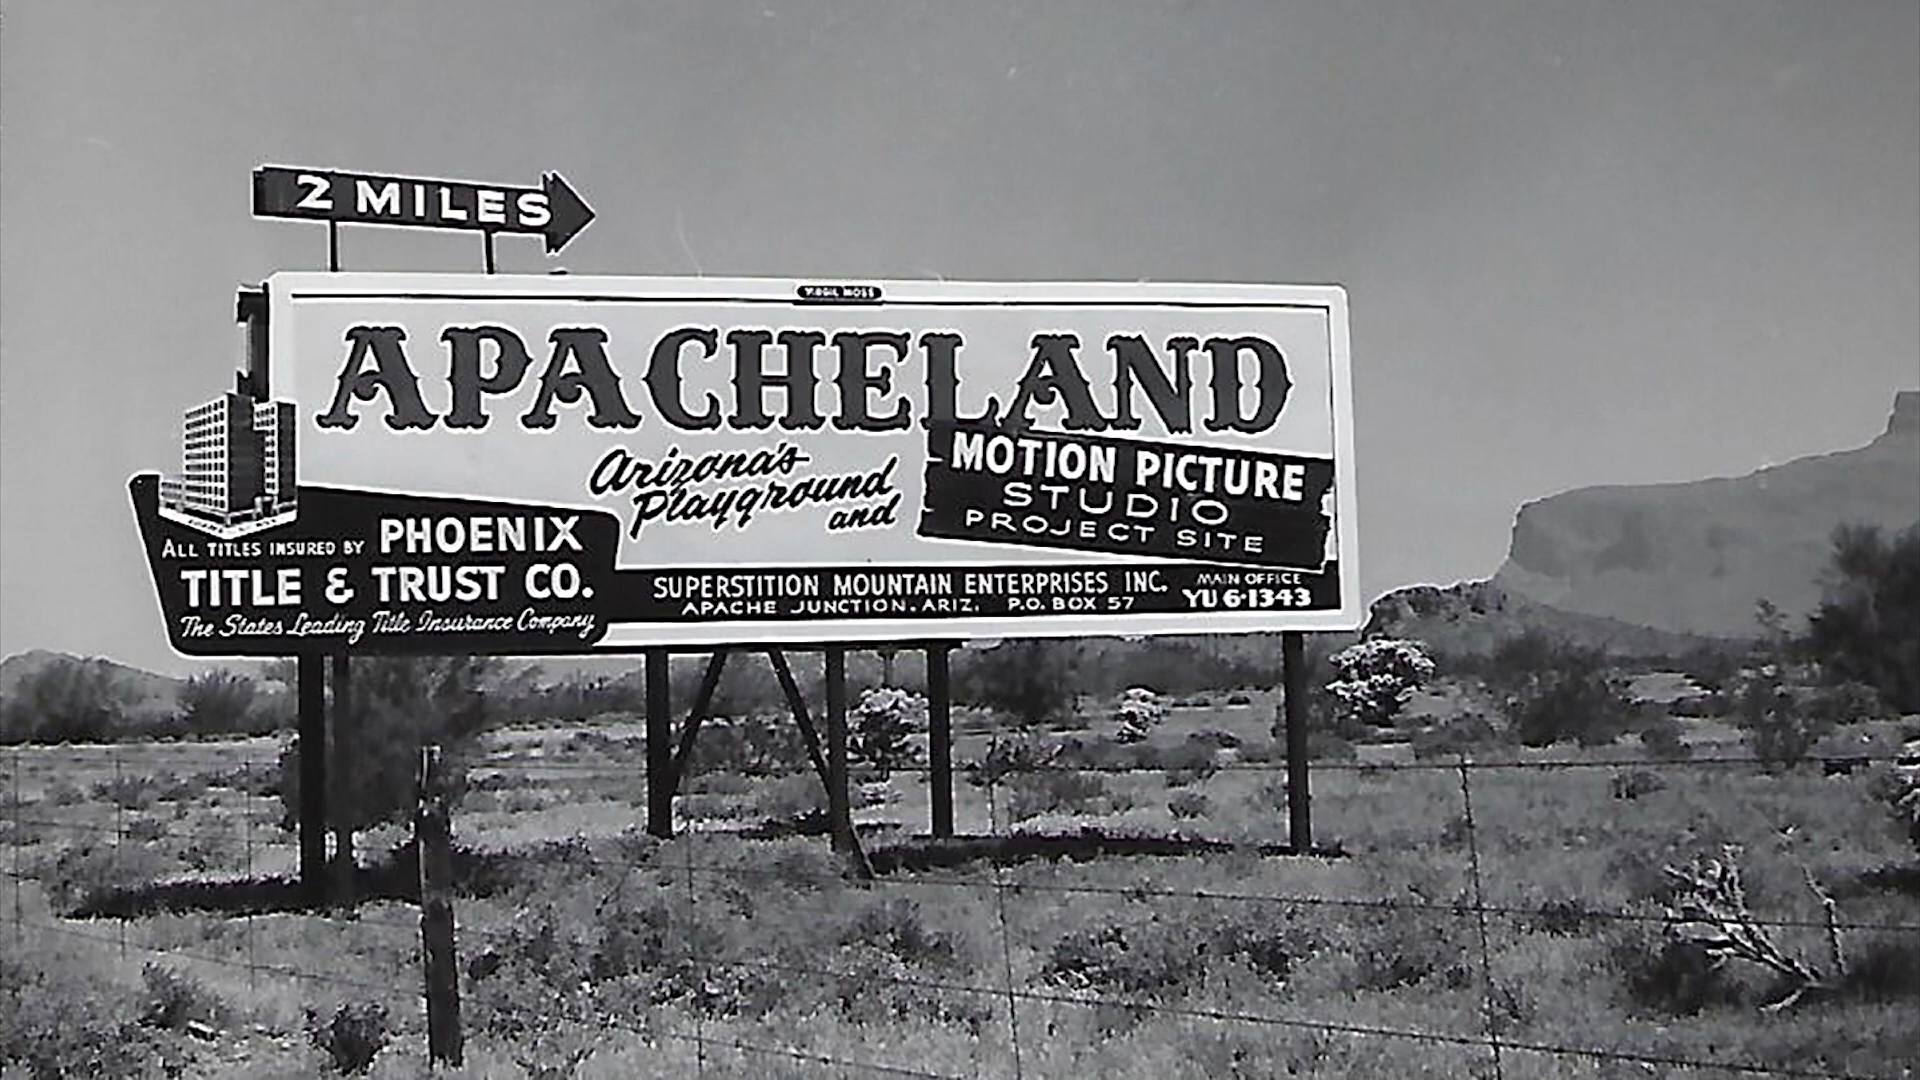 2 MILES
VIRGIL MOSS
APACHELAND
Arizona's
Playground
and
MOTION PICTURE
STUDIO
PROJECT SITE
ALL TITLES INSURED BY PHOENIX
TITLE & TRUST CO.
The States Leading Title Insurance Company
SUPERSTITION MOUNTAIN ENTERPRISES INC.
APACHE JUNCTION, ARIZ. P.O. BOX 57
MAIN OFFICE
YU 6-1343